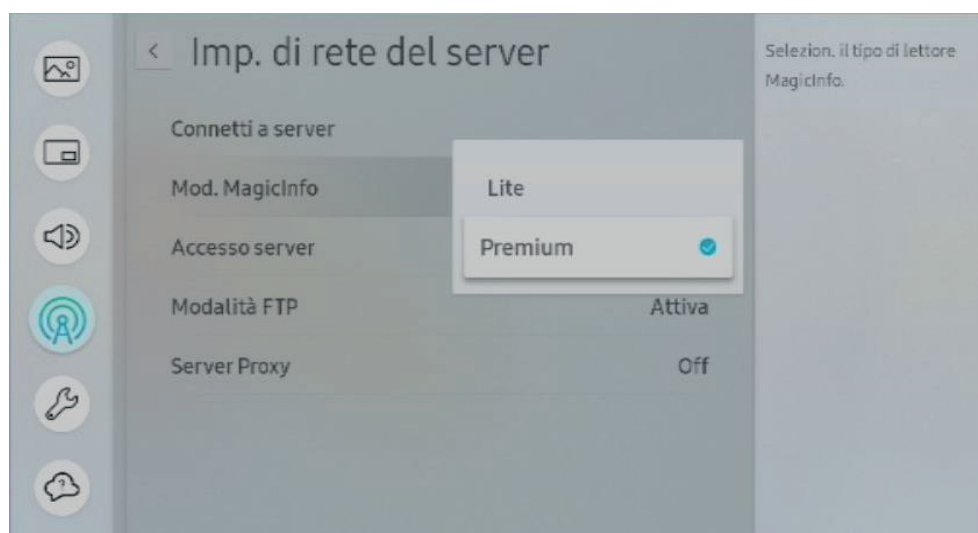 Imp. di rete del server
Selezion. il tipo di lettore
MagicInfo.
Connetti a server
Mod. MagicInfo
Lite
Accesso server
Premium
Modalità FTP
Attiva
Server Proxy
Off